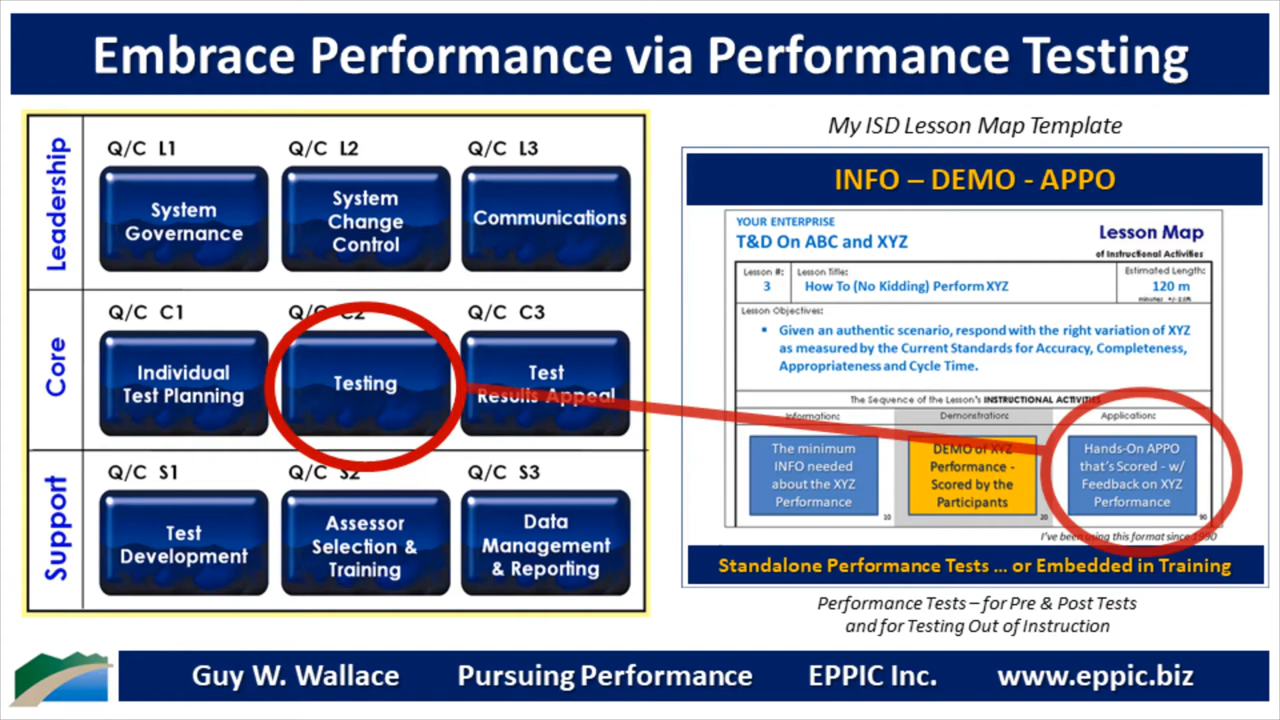 Embrace Performance via Performance Testing
Leadership
Q/C L1
System
Governance
Q/C L2
System
Change
Control
Q/C L3
Communications
Core
Q/C C1
Individual
Test Planning
Q/C C2
Testing
Q/C C3
Test
Results Appeal
Support
Q/C S1
Test
Development
Q/C S2
Assessor
Selection &
Training
Q/C S3
Data
Management
& Reporting
My ISD Lesson Map Template
INFO – DEMO - APPO
YOUR ENTERPRISE
T&D On ABC and XYZ
Lesson Map
of Instructional Activities
Lesson #:
3
Lesson Title:
How To (No Kidding) Perform XYZ
Estimated Length:
120 m
minutes +/-
Lesson Objectives:
▪ Given an authentic scenario, respond with the right variation of XYZ
as measured by the Current Standards for Accuracy, Completeness,
Appropriateness and Cycle Time.
The Sequence of the Lesson's INSTRUCTIONAL ACTIVITIES
Information:
Demonstration:
Application:
The minimum
INFO needed
about the XYZ
Performance
10
DEMO of XYZ
Performance -
Scored by the
Participants
20
Hands-On APPO
that's Scored - w/
Feedback on XYZ
Performance
90
I've been using this format since 1990
Standalone Performance Tests ... or Embedded in Training
Performance Tests – for Pre & Post Tests
and for Testing Out of Instruction
Guy W. Wallace Pursuing Performance EPPIC Inc. www.eppic.biz